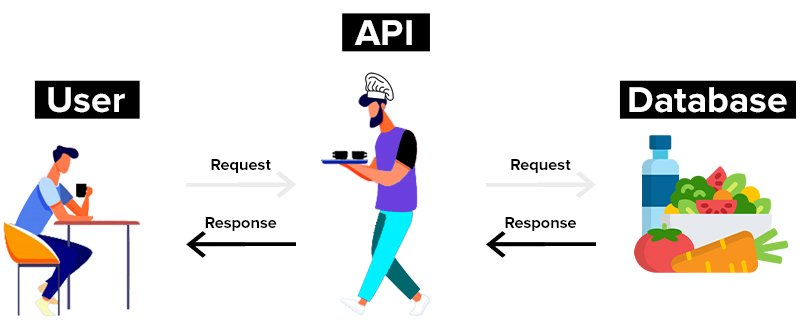 API
User
Database
Request
Request
Response
Response